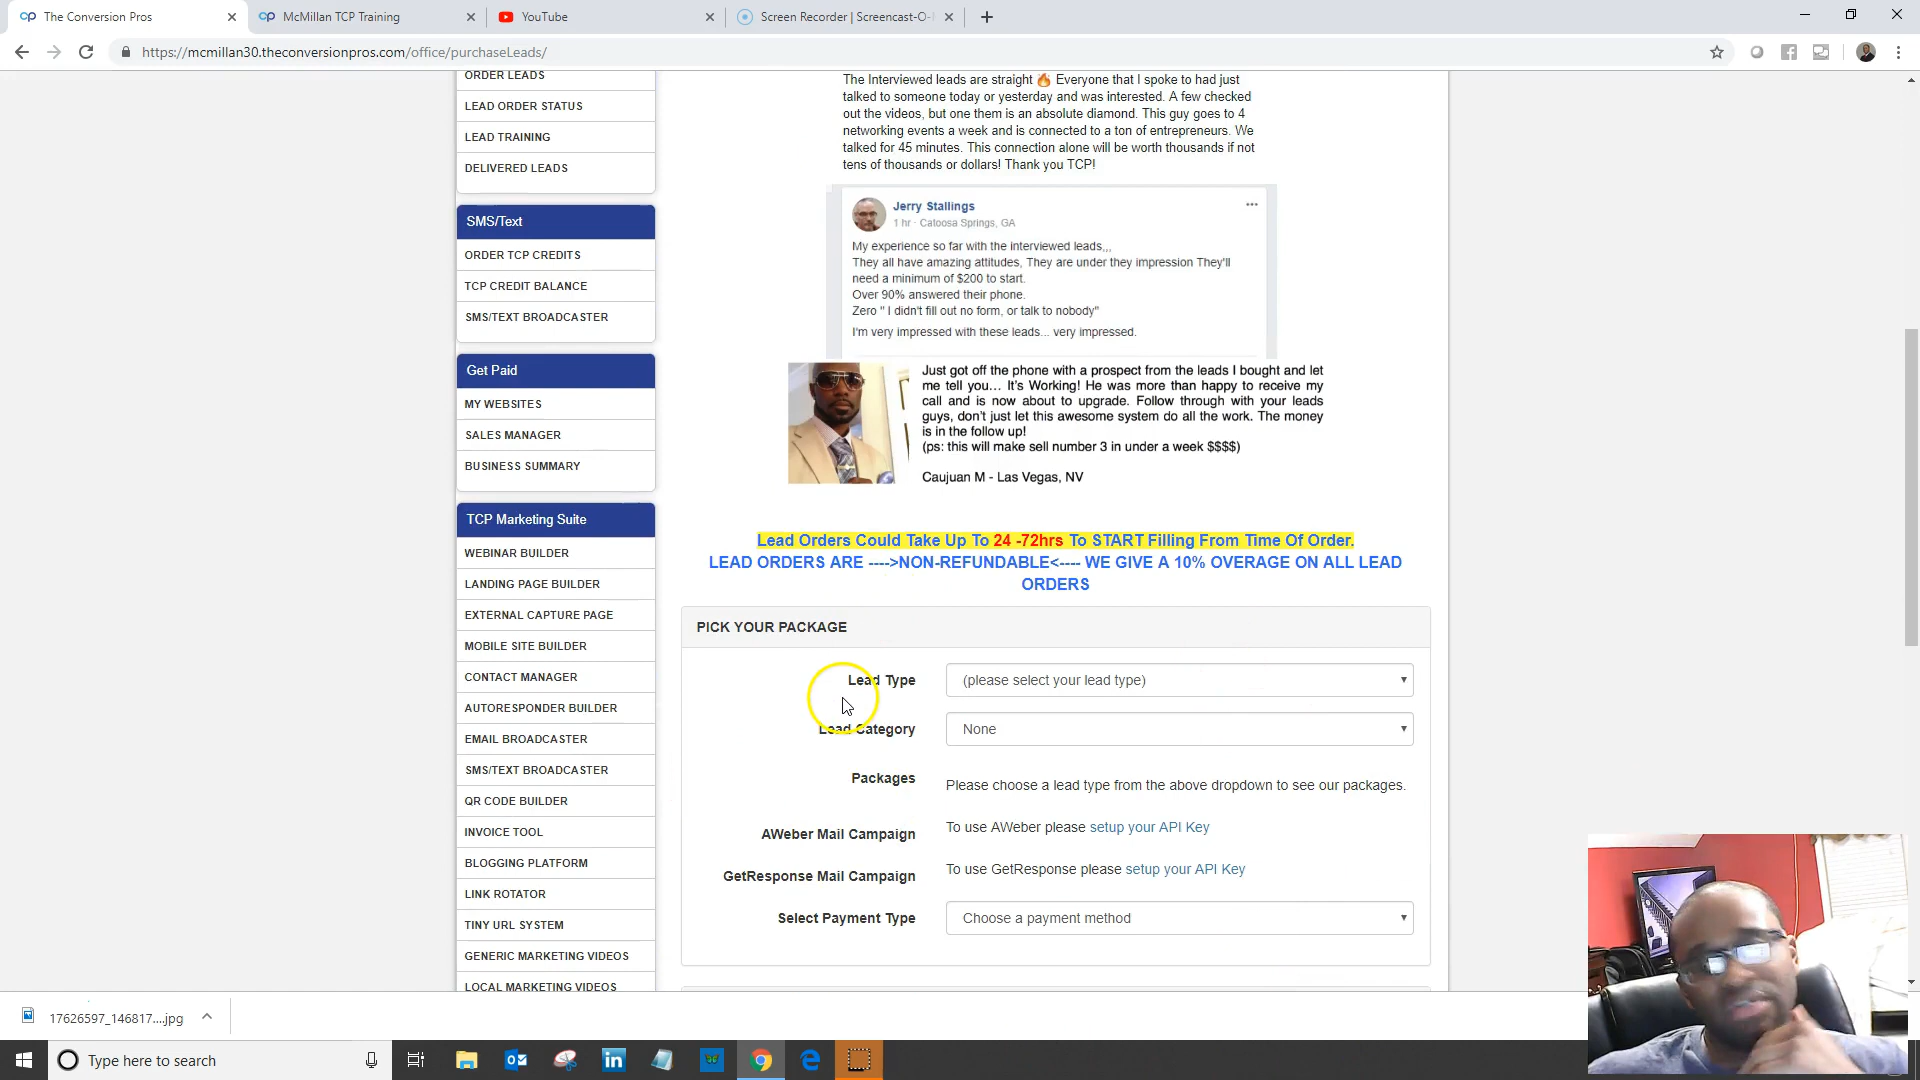 The Conversion Pros
McMillan TCP Training
YouTube
Screen Recorder | Screencast-O-
https://mcmillan30.theconversionpros.com/office/purchaseLeads/
ORDER LEADS
LEAD ORDER STATUS
LEAD TRAINING
DELIVERED LEADS
SMS/Text
ORDER TCP CREDITS
TCP CREDIT BALANCE
SMS/TEXT BROADCASTER
Get Paid
MY WEBSITES
SALES MANAGER
BUSINESS SUMMARY
TCP Marketing Suite
WEBINAR BUILDER
LANDING PAGE BUILDER
EXTERNAL CAPTURE PAGE
MOBILE SITE BUILDER
CONTACT MANAGER
AUTORESPONDER BUILDER
EMAIL BROADCASTER
SMS/TEXT BROADCASTER
QR CODE BUILDER
INVOICE TOOL
BLOGGING PLATFORM
LINK ROTATOR
TINY URL SYSTEM
GENERIC MARKETING VIDEOS
LOCAL MARKETING VIDEOS
The Interviewed leads are straight 🔥 Everyone that I spoke to had just
talked to someone today or yesterday and was interested. A few checked
out the videos, but one them is an absolute diamond. This guy goes to 4
networking events a week and is connected to a ton of entrepreneurs. We
talked for 45 minutes. This connection alone will be worth thousands if not
tens of thousands or dollars! Thank you TCP!
Jerry Stallings
1 hr · Catoosa Springs, GA
My experience so far with the interviewed leads,,,
They all have amazing attitudes, They are under they impression They'll
need a minimum of $200 to start.
Over 90% answered their phone.
Zero " I didn't fill out no form, or talk to nobody"
I'm very impressed with these leads... very impressed.
Just got off the phone with a prospect from the leads I bought and let
me tell you… It's Working! He was more than happy to receive my
call and is now about to upgrade. Follow through with your leads
guys, don't just let this awesome system do all the work. The money
is in the follow up!
(ps: this will make sell number 3 in under a week $$$$)
Caujuan M - Las Vegas, NV
Lead Orders Could Take Up To 24 -72hrs To START Filling From Time Of Order.
LEAD ORDERS ARE ---->NON-REFUNDABLE<---- WE GIVE A 10% OVERAGE ON ALL LEAD
ORDERS
PICK YOUR PACKAGE
Lead Type
(please select your lead type)
Lead Category
None
Packages
Please choose a lead type from the above dropdown to see our packages.
AWeber Mail Campaign
To use AWeber please setup your API Key
GetResponse Mail Campaign
To use GetResponse please setup your API Key
Select Payment Type
Choose a payment method
17626597_146817....jpg
Type here to search